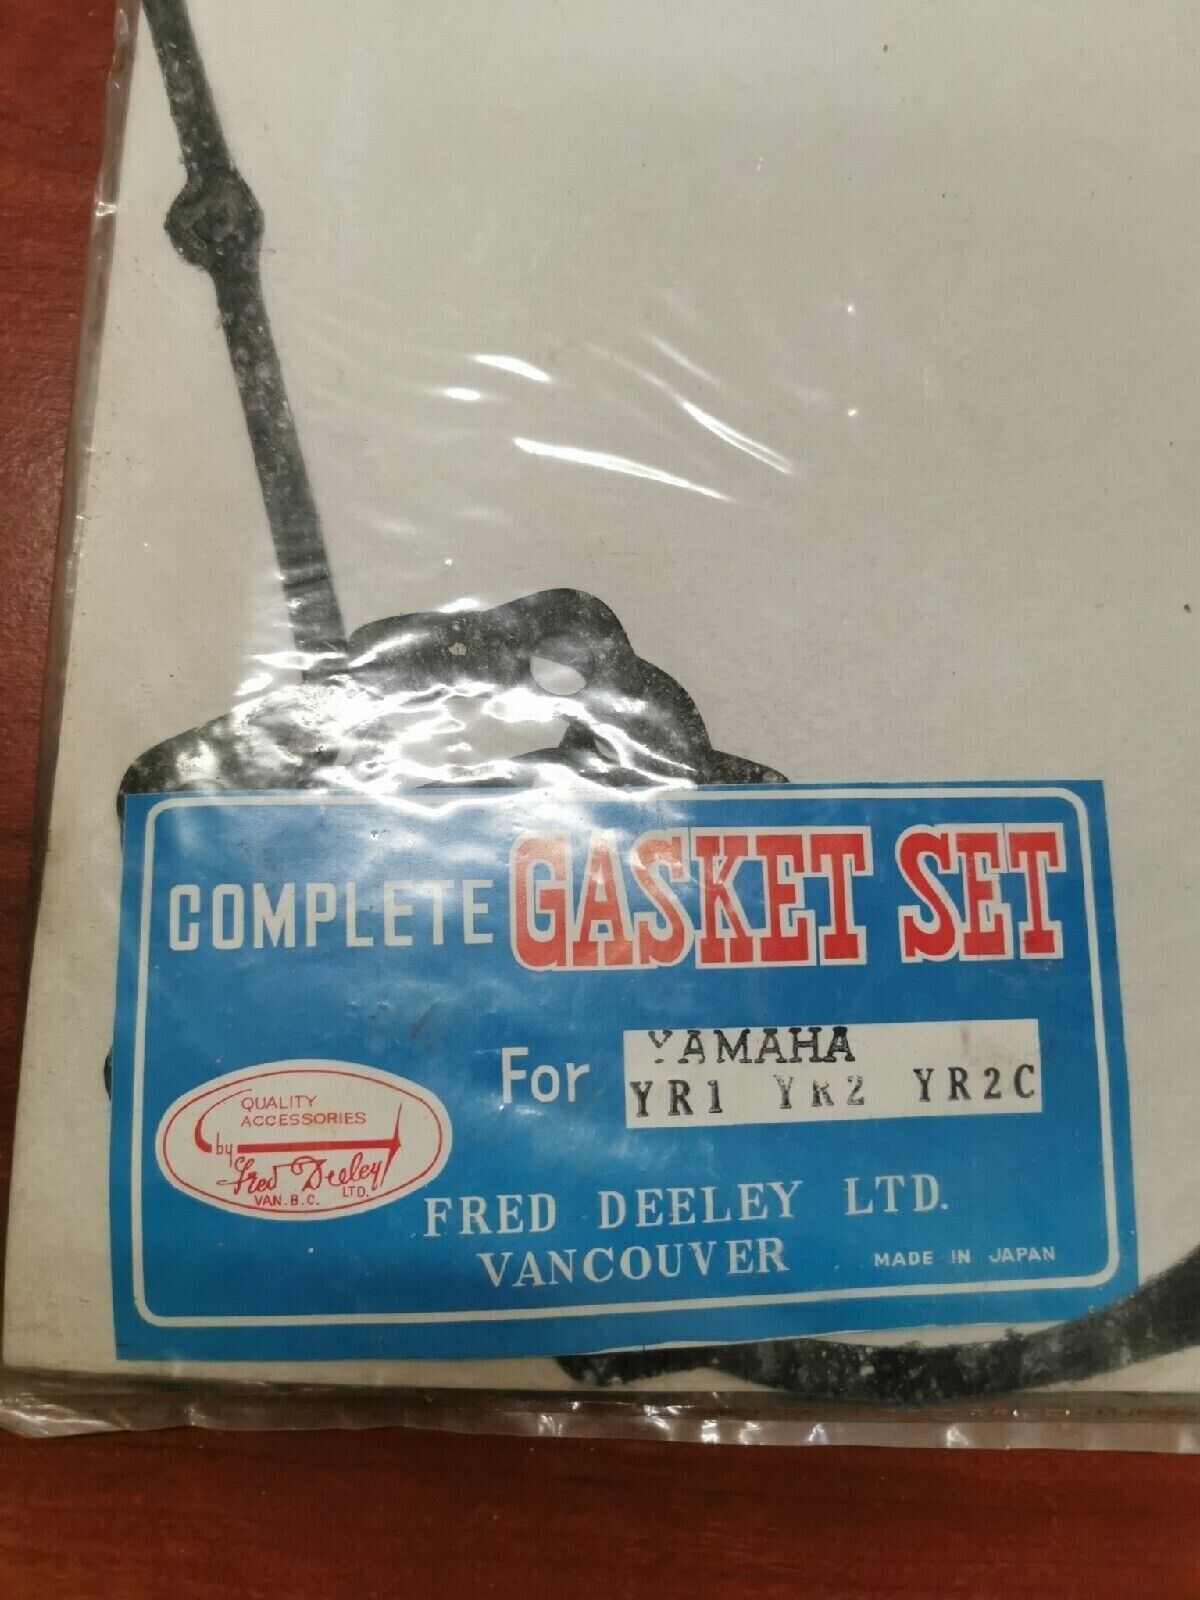 COMPLETE GASKET SET
For YAMAHA
YR1 YR2 YR2C
QUALITY
ACCESSORIES
by
Fred Deeley
VAN. B.C. LTD.
FRED DEELEY LTD.
VANCOUVER
MADE IN JAPAN